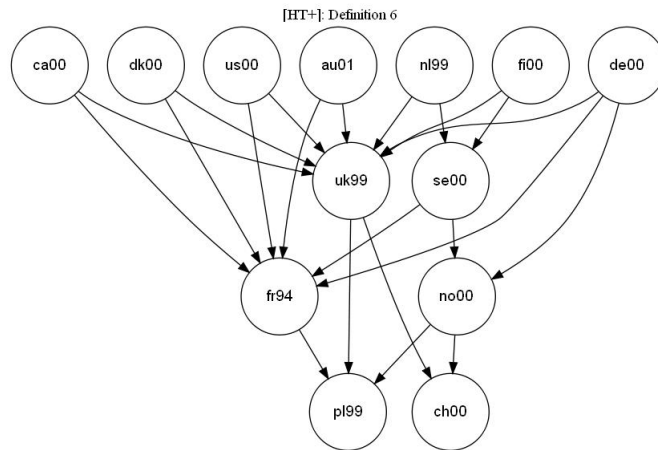 [HT+]: Definition 6
ca00 dk00 us00 au01 nl99 fi00 de00
uk99 se00
fr94 no00
pl99 ch00